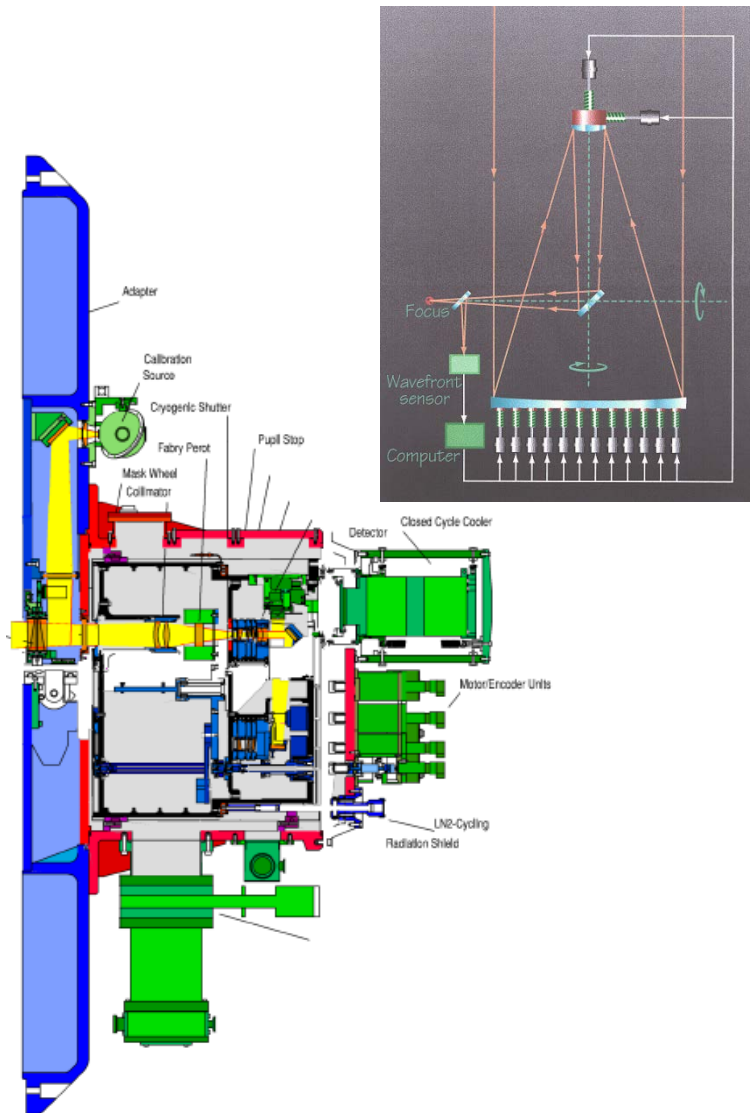 Focus
Wavefront
sensor
Computer
Adapter
Calibration
Source
Cryogenic Shutter
Fabry Perot
Pupil Stop
Mask Wheel
Collimator
Detector
Closed Cycle Cooler
Motor/Encoder Units
LN2-Cycling
Radiation Shield